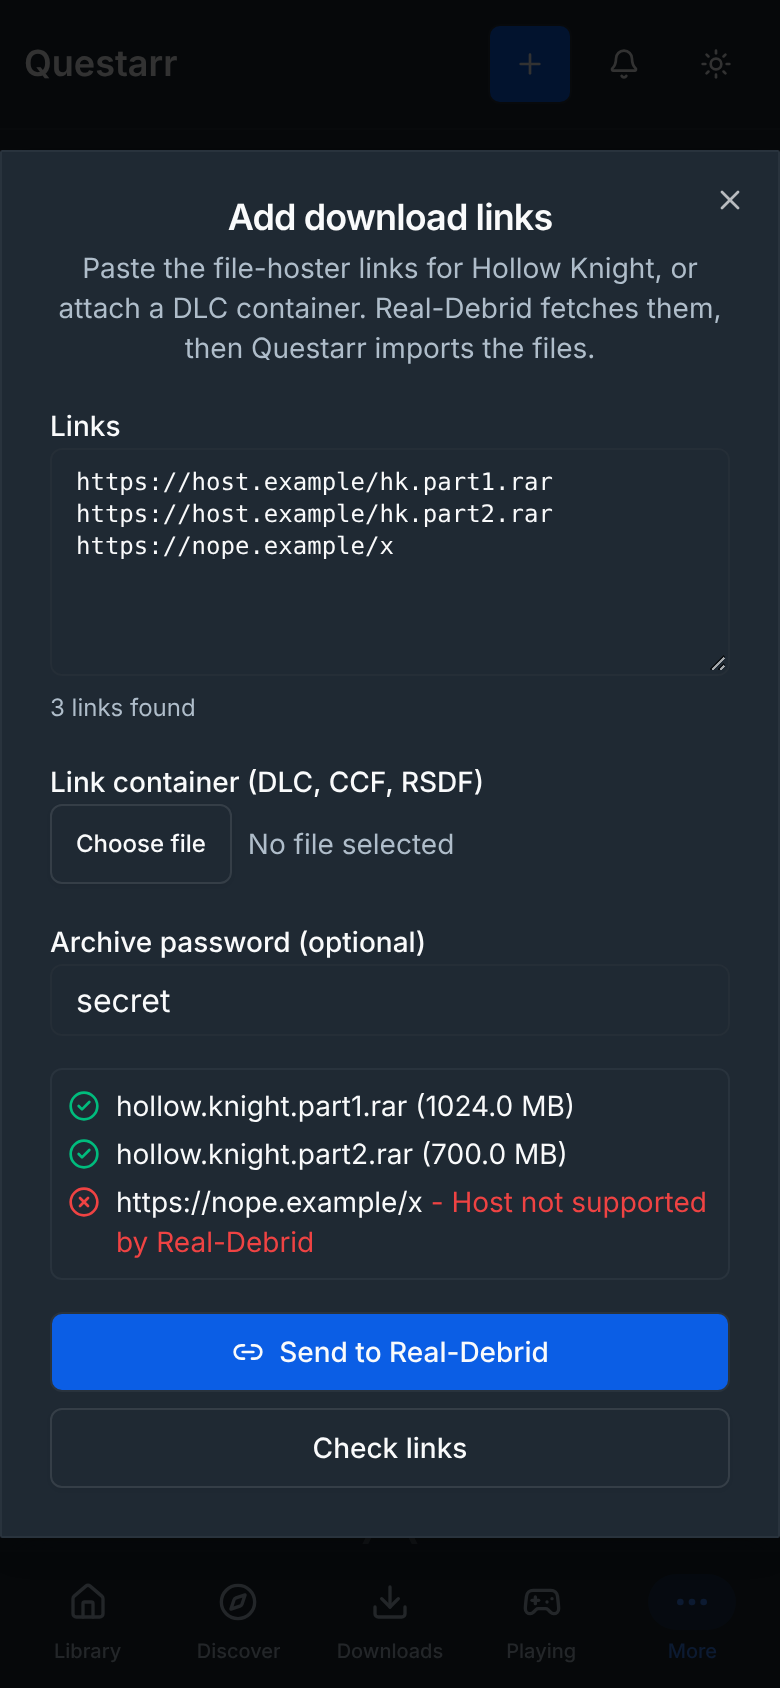 Questarr
Add download links
Paste the file-hoster links for Hollow Knight, or
attach a DLC container. Real-Debrid fetches them,
then Questarr imports the files.
Links
https://host.example/hk.part1.rar
https://host.example/hk.part2.rar
https://nope.example/x
3 links found
Link container (DLC, CCF, RSDF)
Choose file No file selected
Archive password (optional)
secret
hollow.knight.part1.rar (1024.0 MB)
hollow.knight.part2.rar (700.0 MB)
https://nope.example/x - Host not supported
by Real-Debrid
Send to Real-Debrid
Check links
Library Discover Downloads Playing More